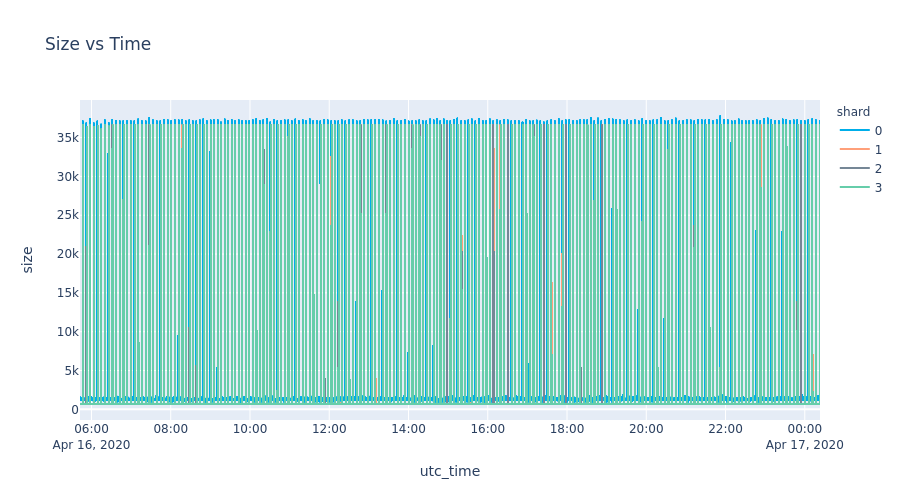 Size vs Time
shard
0
1
2
3
35k
30k
25k
20k
15k
10k
5k
0
size
06:00 08:00 10:00 12:00 14:00 16:00 18:00 20:00 22:00 00:00
Apr 16, 2020 Apr 17, 2020
utc_time